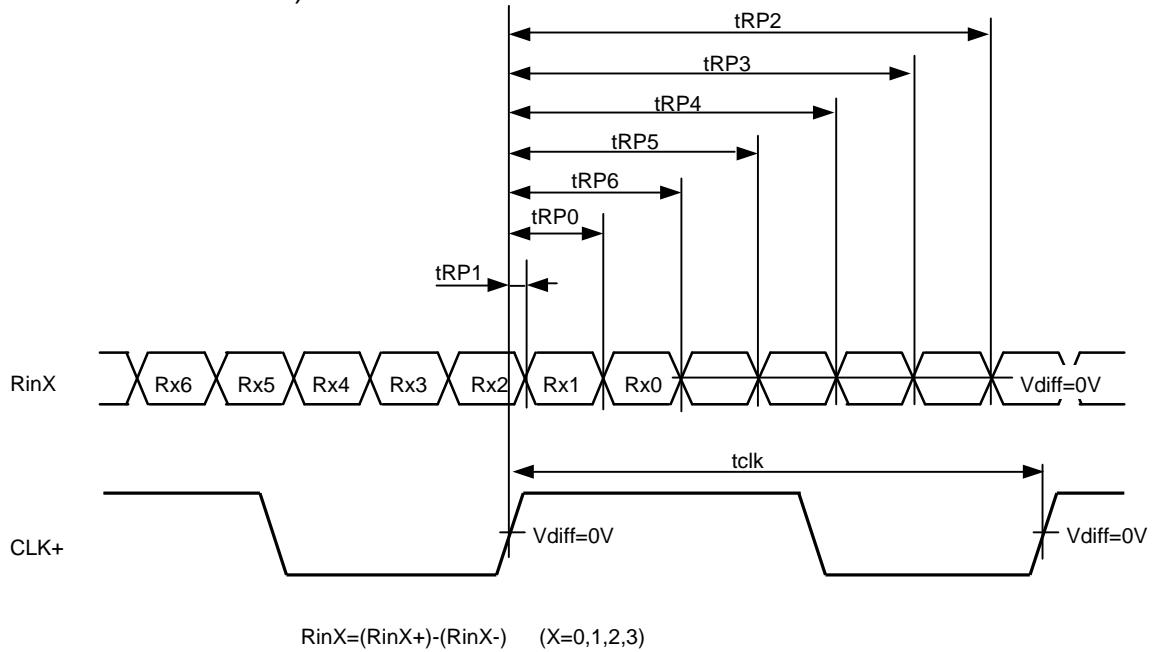 )
tRP2
tRP3
tRP4
tRP5
tRP6
tRP0
tRP1
RinX
Rx6 Rx5 Rx4 Rx3 Rx2 Rx1 Rx0
Vdiff=0V
tclk
CLK+
Vdiff=0V
Vdiff=0V
RinX=(RinX+)-(RinX-) (X=0,1,2,3)